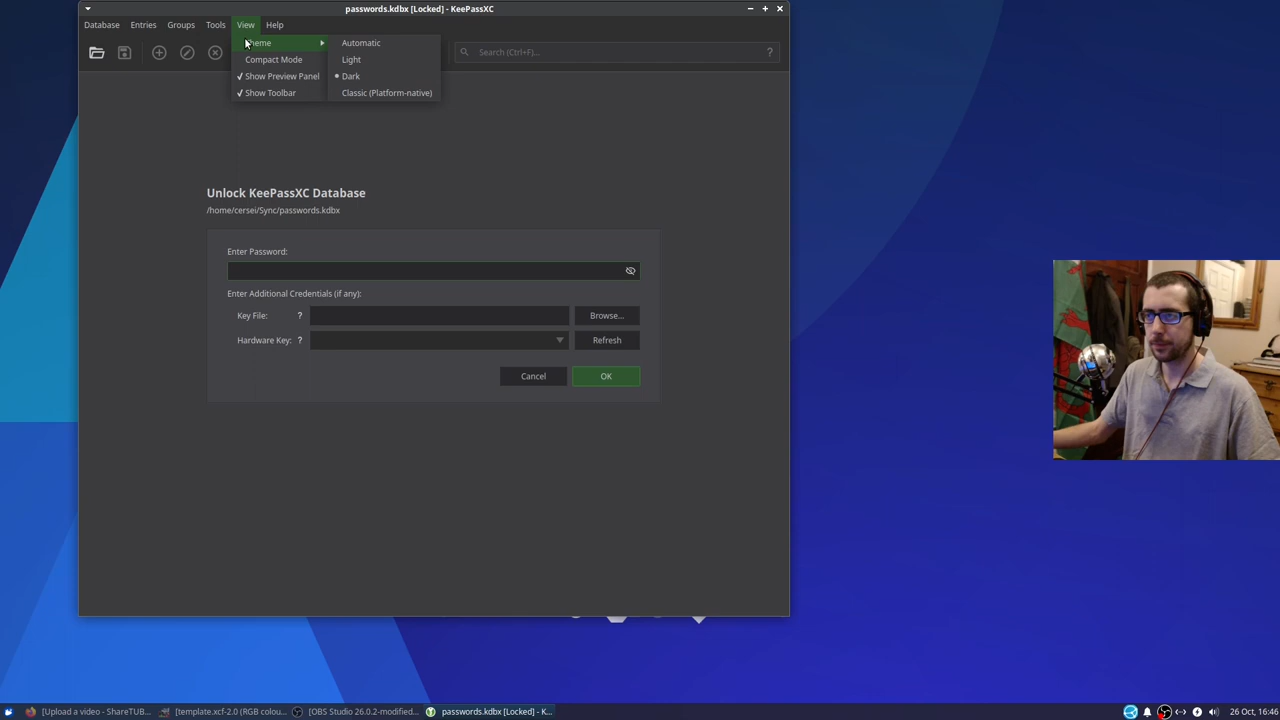 passwords.kdbx [Locked] - KeePassXC
Database Entries Groups Tools View Help
Theme
Compact Mode
✓ Show Preview Panel
✓ Show Toolbar
Automatic
Light
Dark
Classic (Platform-native)
Search (Ctrl+F)... ?
Unlock KeePassXC Database
/home/cersei/Sync/passwords.kdbx
Enter Password:
Enter Additional Credentials (if any):
Key File: ? Browse...
Hardware Key: ? Refresh
Cancel OK
[Upload a video - ShareTUB... [template.xcf-2.0 (RGB colou... [OBS Studio 26.0.2-modified... passwords.kdbx [Locked] - K... 26 Oct, 16:46